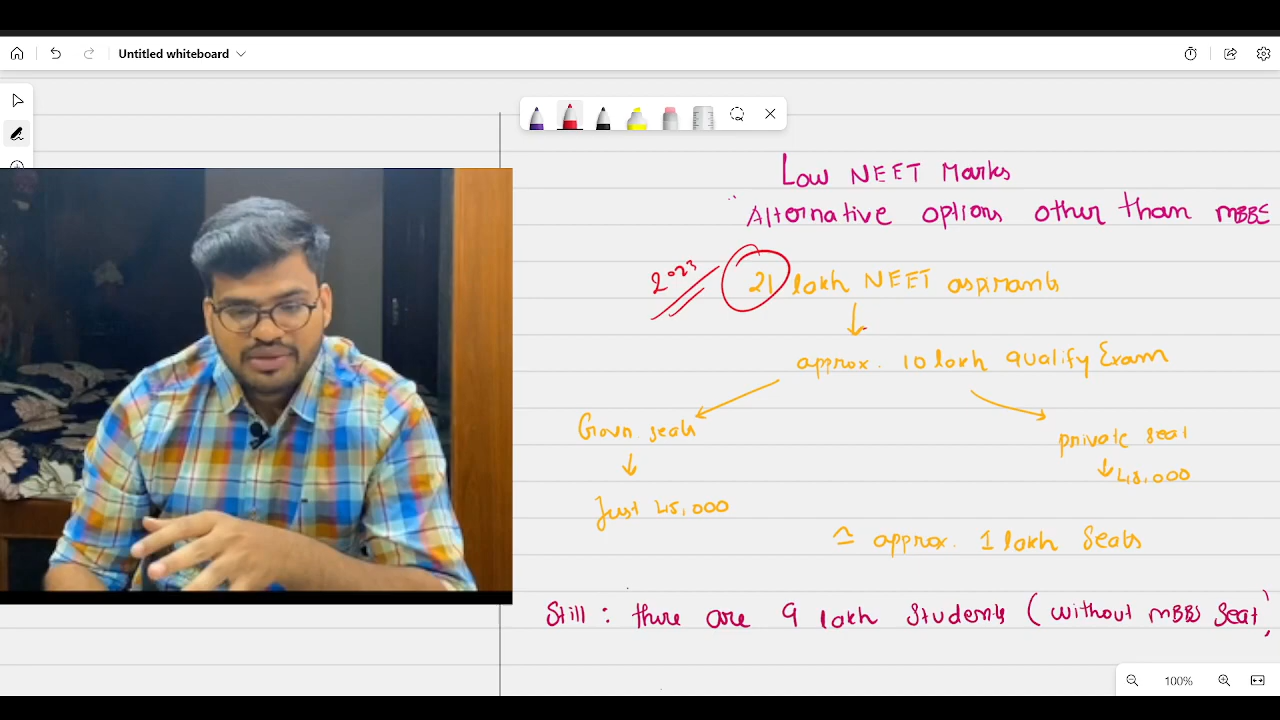 Untitled whiteboard
Low NEET Marks
Alternative options other than MBBS
2023
21 lakh NEET aspirants
approx. 10 lakh qualify Exam
Govn seats
private seat
48,000
Just 45,000
≃ approx. 1 lakh Seats
Still : there are 9 lakh Students ( without MBBS Seat )
100%